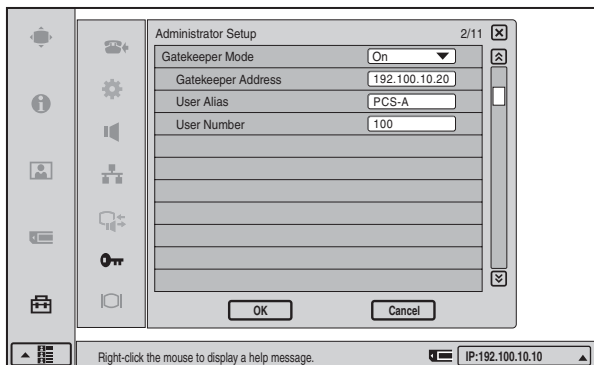 Administrator Setup 2/11
Gatekeeper Mode On
Gatekeeper Address 192.100.10.20
User Alias PCS-A
User Number 100
OK Cancel
Right-click the mouse to display a help message. IP:192.100.10.10